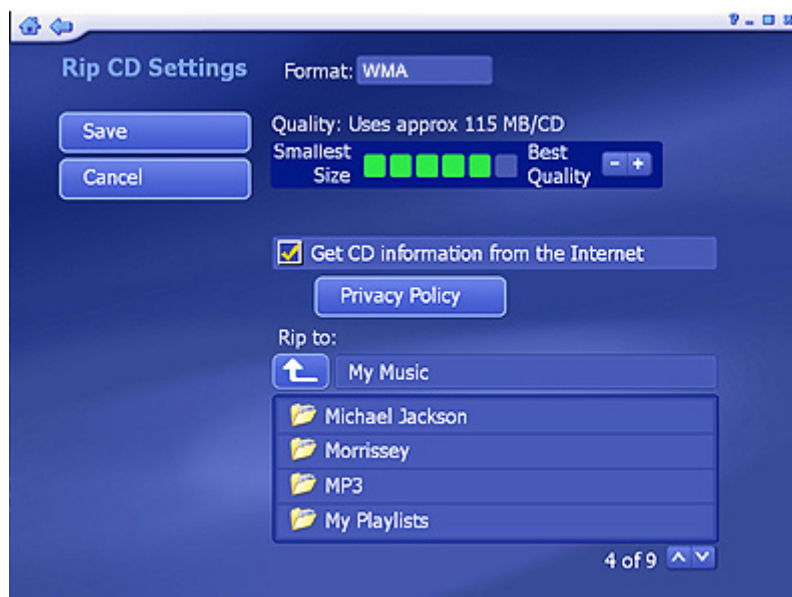 Rip CD Settings
Format: WMA
Save
Cancel
Quality: Uses approx 115 MB/CD
Smallest Size
Best Quality
- +
Get CD information from the Internet
Privacy Policy
Rip to:
My Music
Michael Jackson
Morrissey
MP3
My Playlists
4 of 9